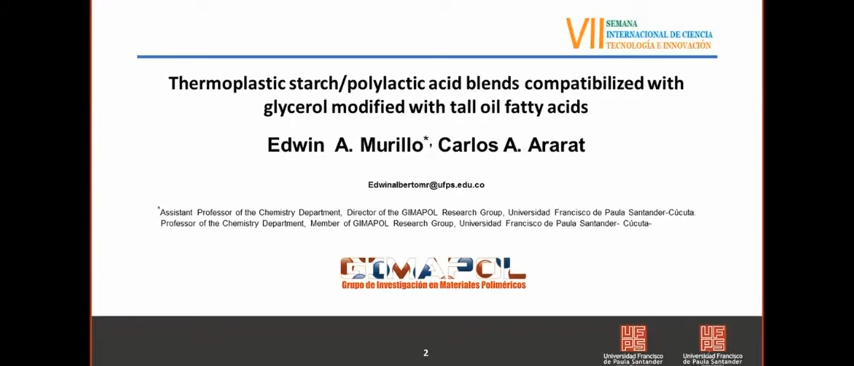 VII SEMANA
INTERNACIONAL DE CIENCIA
TECNOLOGÍA E INNOVACIÓN
Thermoplastic starch/polylactic acid blends compatibilized with
glycerol modified with tall oil fatty acids
Edwin A. Murillo*, Carlos A. Ararat
Edwinalbertomr@ufps.edu.co
*Assistant Professor of the Chemistry Department, Director of the GIMAPOL Research Group, Universidad Francisco de Paula Santander-Cúcuta.
Professor of the Chemistry Department, Member of GIMAPOL Research Group, Universidad Francisco de Paula Santander- Cúcuta-
GIMAPOL
Grupo de Investigación en Materiales Poliméricos
2
UFPS
Universidad Francisco
de Paula Santander
UFPS
Universidad Francisco
de Paula Santander